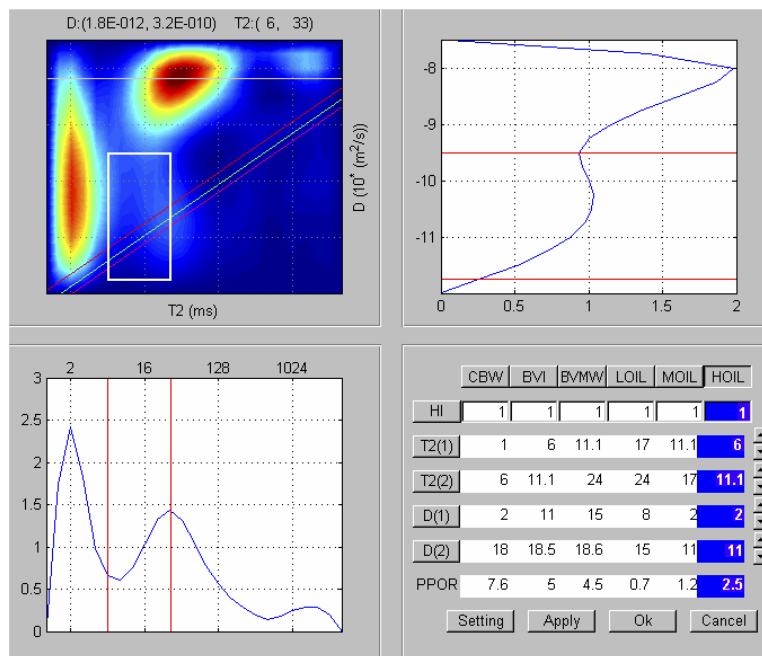 D:(1.8E-012, 3.2E-010) T2:( 6, 33)
D (10^ (m²/s))
T2 (ms)
-8
-9
-10
-11
0 0.5 1 1.5 2
2 16 128 1024
3
2.5
2
1.5
1
0.5
0
CBW BVI BVMW LOIL MOIL HOIL
HI 1 1 1 1 1 1
T2(1) 1 6 11.1 17 11.1 6
T2(2) 6 11.1 24 24 17 11.1
D(1) 2 11 15 8 2 2
D(2) 18 18.5 18.6 15 11 11
PPOR 7.6 5 4.5 0.7 1.2 2.5
Setting Apply Ok Cancel